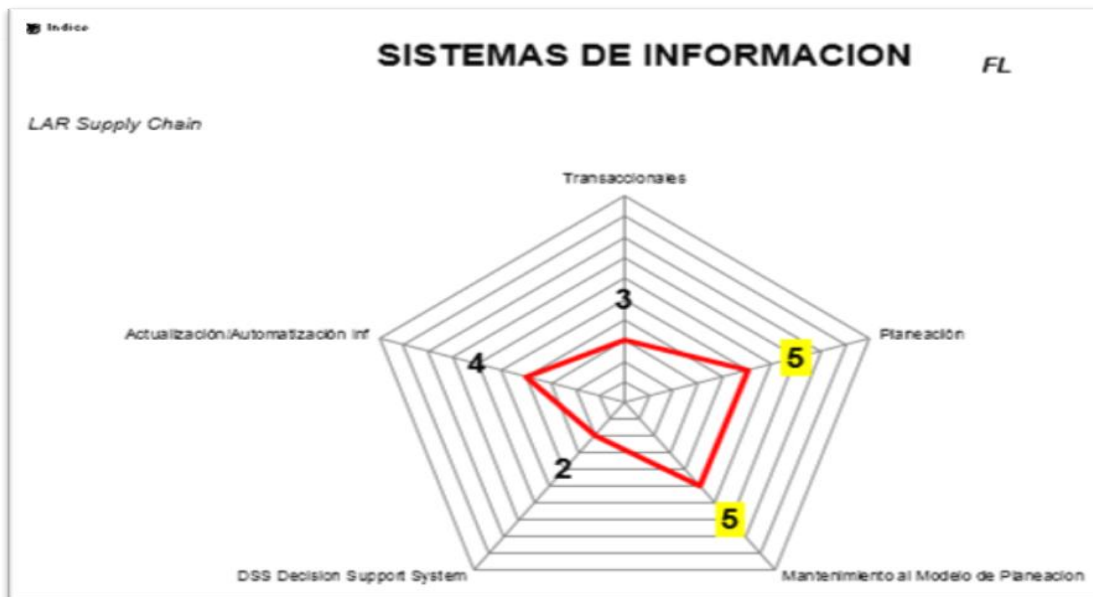 Indice
SISTEMAS DE INFORMACION
FL
LAR Supply Chain
Transaccionales
3
Actualización/Automatización Inf
Planeación
4
5
2
5
DSS Decision Support System
Mantenimiento al Modelo de Planeacion